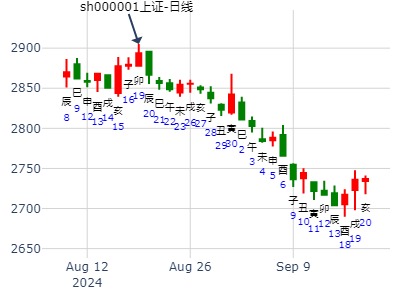 sh000001上证-日线
2900
2850
2800
2750
2700
2650
辰 8
巳 9
申 12
酉 13
戌 14
亥 15
子 16
卯 19
辰 20
巳 21
午 22
未 23
申 26
亥 27
子 28
丑 29
寅 30
巳 2
午 3
未 4
申 5
酉 6
子 9
丑 10
寅 11
卯 12
辰 13
酉 18
戌 19
亥 20
Aug 12
2024
Aug 26
Sep 9